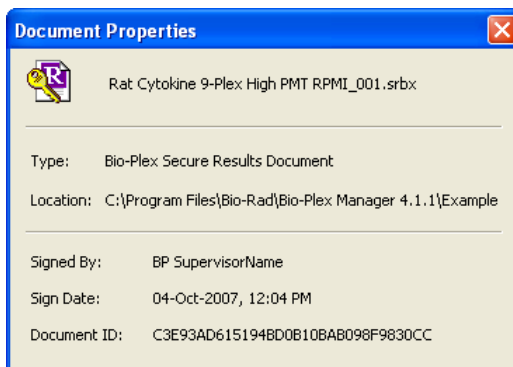 Document Properties
R
Rat Cytokine 9-Plex High PMT RPMI_001.srbx
Type: Bio-Plex Secure Results Document
Location: C:\Program Files\Bio-Rad\Bio-Plex Manager 4.1.1\Example
Signed By: BP SupervisorName
Sign Date: 04-Oct-2007, 12:04 PM
Document ID: C3E93AD615194BD0B10BAB098F9830CC